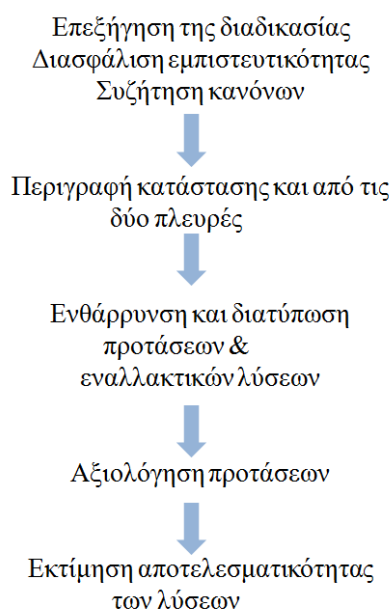 Επεξήγηση της διαδικασίας
Διασφάλιση εμπιστευτικότητας
Συζήτηση κανόνων
Περιγραφή κατάστασης και από τις
δύο πλευρές
Ενθάρρυνση και διατύπωση
προτάσεων &
εναλλακτικών λύσεων
Αξιολόγηση προτάσεων
Εκτίμηση αποτελεσματικότητας
των λύσεων